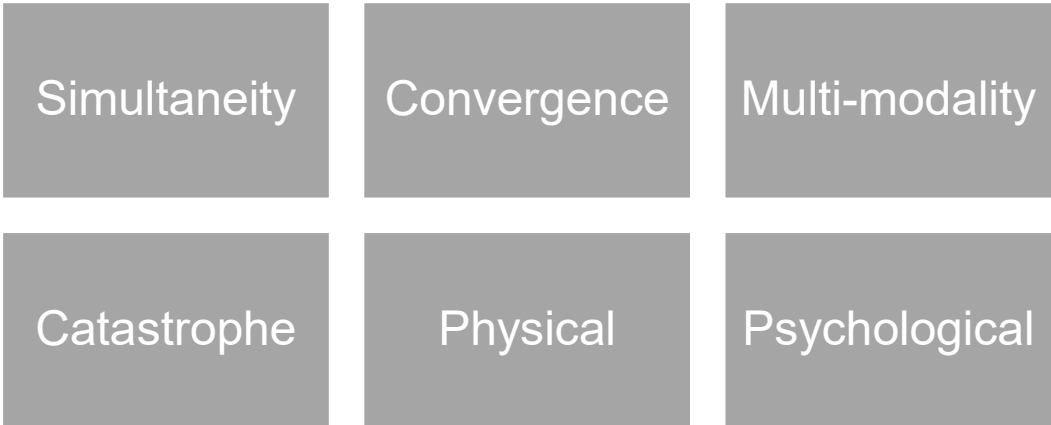 Simultaneity
Convergence
Multi-modality
Catastrophe
Physical
Psychological